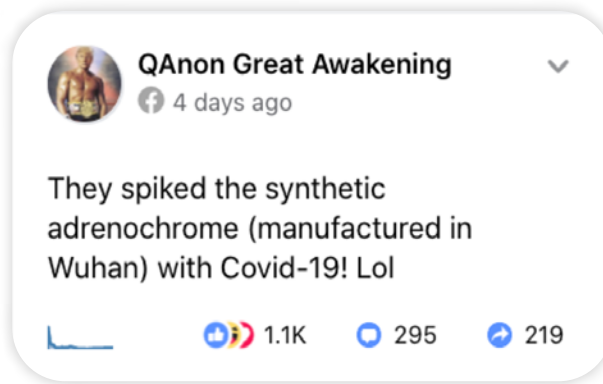 QAnon Great Awakening
4 days ago
They spiked the synthetic
adrenochrome (manufactured in
Wuhan) with Covid-19! Lol
1.1K 295 219